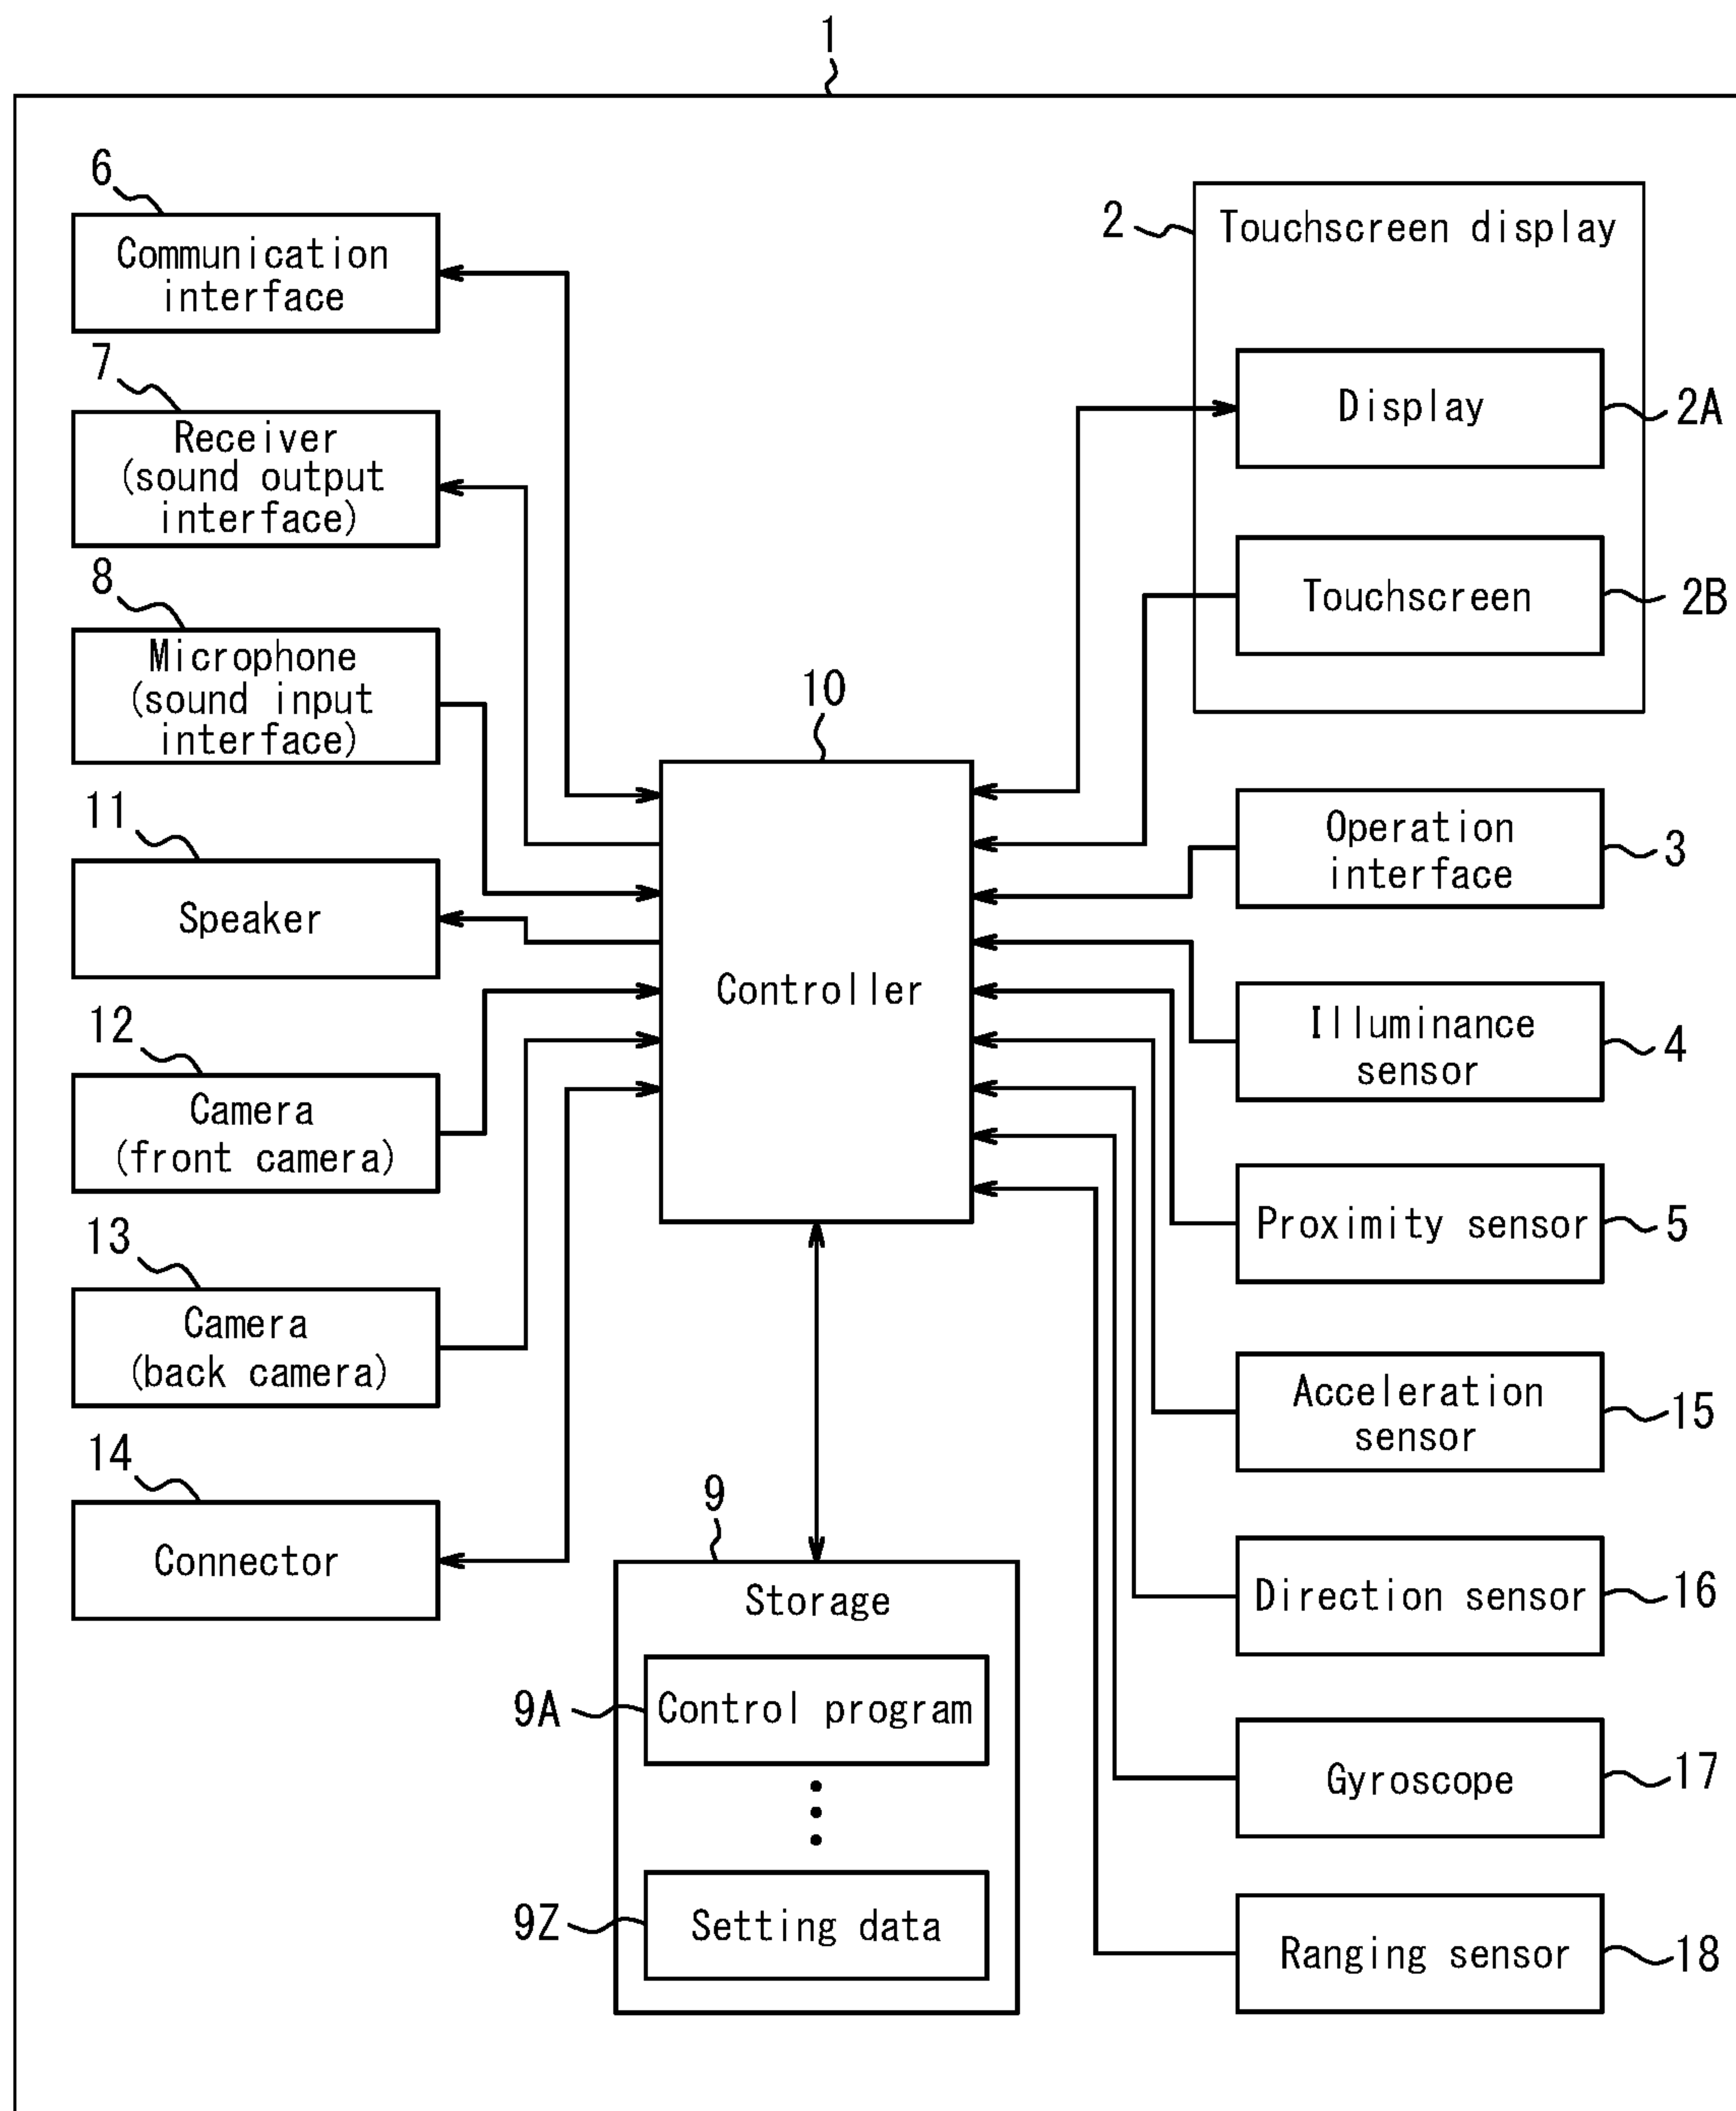 1
6
Communication
interface
7
Receiver
(sound output
interface)
8
Microphone
(sound input
interface)
11
Speaker
12
Camera
(front camera)
13
Camera
(back camera)
14
Connector
10
Controller
9
Storage
9A
Control program
9Z
Setting data
2
Touchscreen display
Display
2A
Touchscreen
2B
Operation
interface
3
Illuminance
sensor
4
Proximity sensor
5
Acceleration
sensor
15
Direction sensor
16
Gyroscope
17
Ranging sensor
18